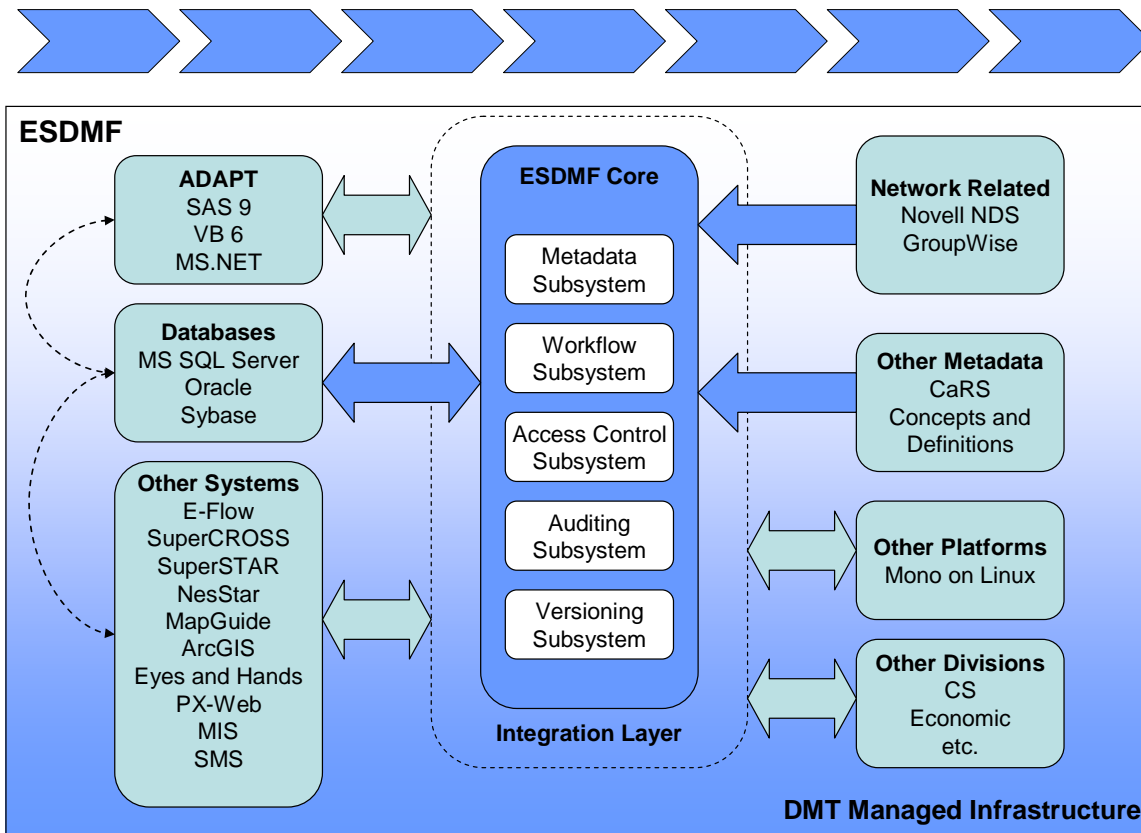 ESDMF
ADAPT
SAS 9
VB 6
MS.NET
Databases
MS SQL Server
Oracle
Sybase
Other Systems
E-Flow
SuperCROSS
SuperSTAR
NesStar
MapGuide
ArcGIS
Eyes and Hands
PX-Web
MIS
SMS
ESDMF Core
Metadata
Subsystem
Workflow
Subsystem
Access Control
Subsystem
Auditing
Subsystem
Versioning
Subsystem
Integration Layer
Network Related
Novell NDS
GroupWise
Other Metadata
CaRS
Concepts and
Definitions
Other Platforms
Mono on Linux
Other Divisions
CS
Economic
etc.
DMT Managed Infrastructure